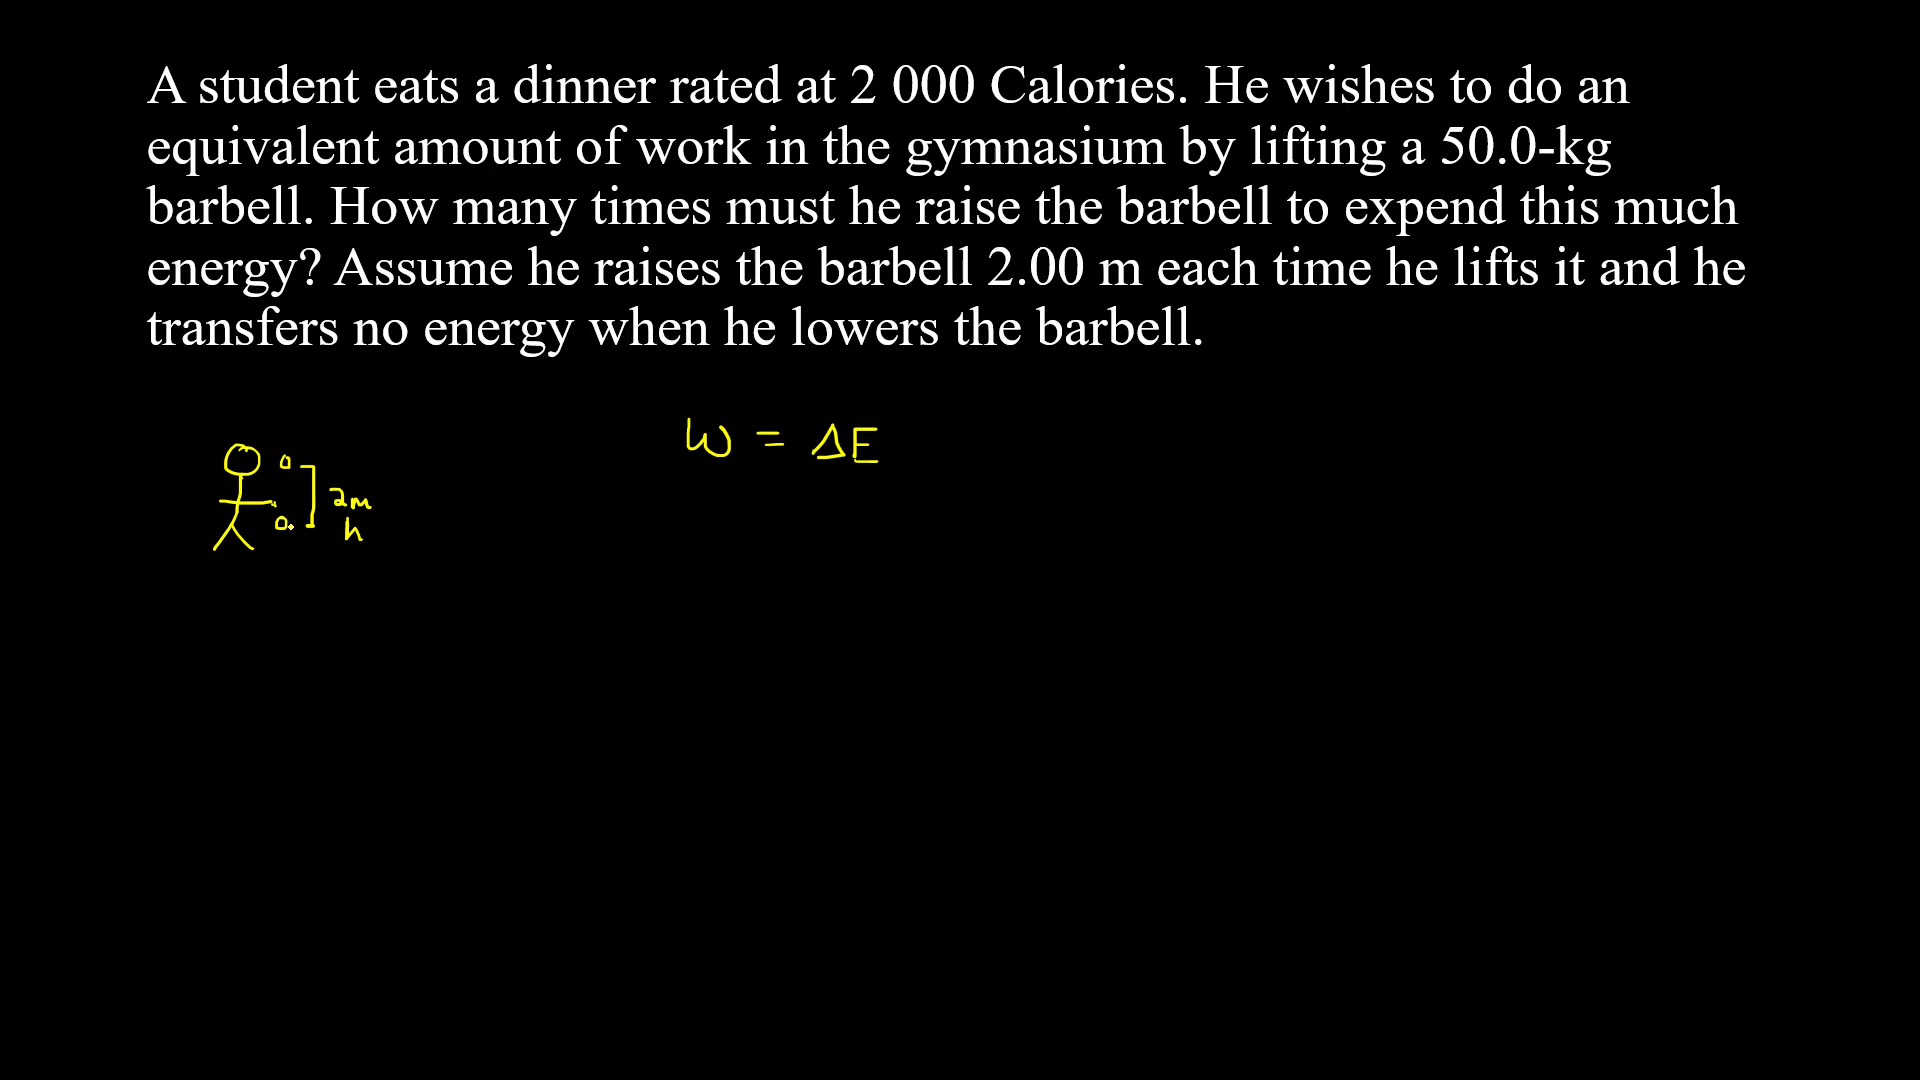 A student eats a dinner rated at 2 000 Calories. He wishes to do an
equivalent amount of work in the gymnasium by lifting a 50.0-kg
barbell. How many times must he raise the barbell to expend this much
energy? Assume he raises the barbell 2.00 m each time he lifts it and he
transfers no energy when he lowers the barbell.
W = ΔE
2m
h